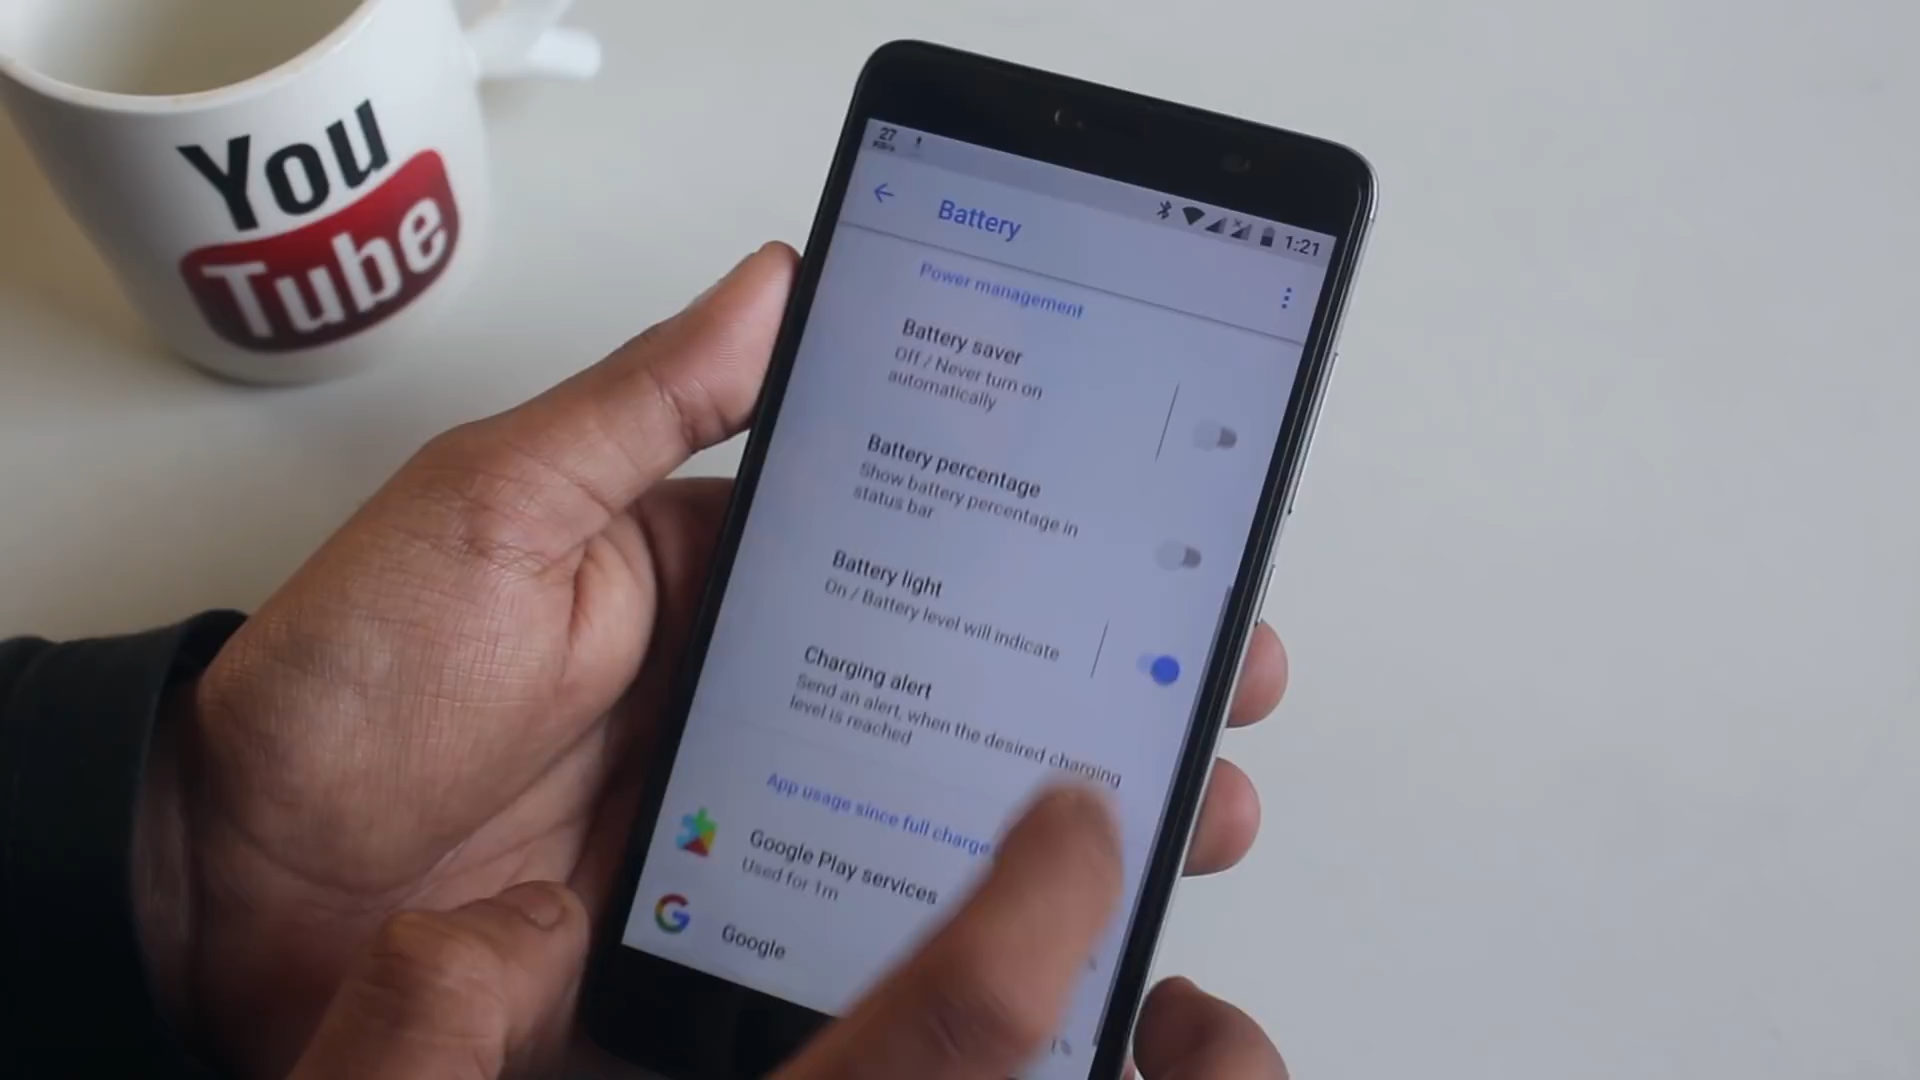 You
Tube
27
KB/s
1:21
Battery
Power management
Battery saver
Off / Never turn on
automatically
Battery percentage
Show battery percentage in
status bar
Battery light
On / Battery level will indicate
Charging alert
Send an alert, when the desired charging
level is reached
App usage since full charge
Google Play services
Used for 1m
Google